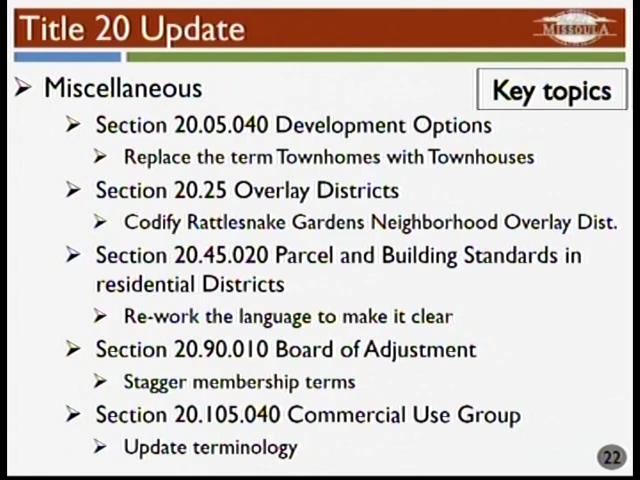 Title 20 Update
MISSOULA
Miscellaneous
Key topics
Section 20.05.040 Development Options
Replace the term Townhomes with Townhouses
Section 20.25 Overlay Districts
Codify Rattlesnake Gardens Neighborhood Overlay Dist.
Section 20.45.020 Parcel and Building Standards in
residential Districts
Re-work the language to make it clear
Section 20.90.010 Board of Adjustment
Stagger membership terms
Section 20.105.040 Commercial Use Group
Update terminology
22